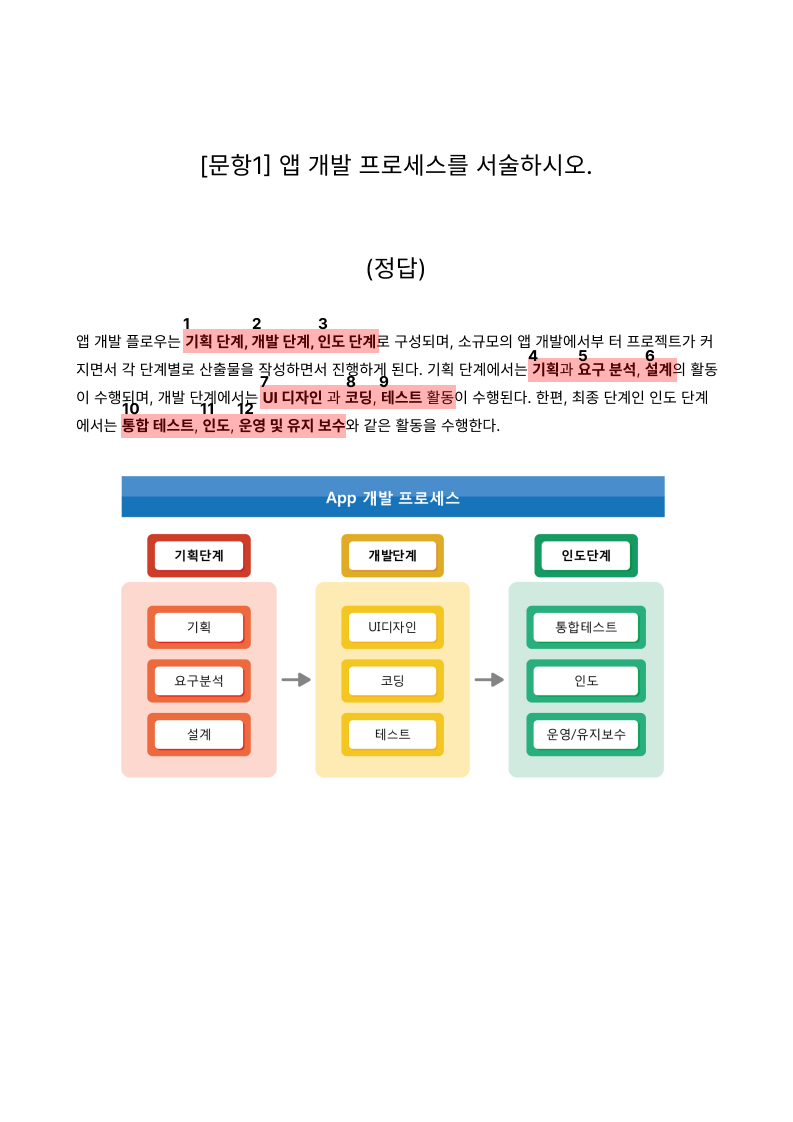 [문항1] 앱 개발 프로세스를 서술하시오.
(정답)
1 2 3
앱 개발 플로우는 기획 단계, 개발 단계, 인도 단계로 구성되며, 소규모의 앱 개발에서부 터 프로젝트가 커
4 5 6
지면서 각 단계별로 산출물을 작성하면서 진행하게 된다. 기획 단계에서는 기획과 요구 분석, 설계의 활동
7 8 9
이 수행되며, 개발 단계에서는 UI 디자인 과 코딩, 테스트 활동이 수행된다. 한편, 최종 단계인 인도 단계
10 11 12
에서는 통합 테스트, 인도, 운영 및 유지 보수와 같은 활동을 수행한다.
App 개발 프로세스
기획단계 개발단계 인도단계
기획 UI디자인 통합테스트
요구분석 코딩 인도
설계 테스트 운영/유지보수